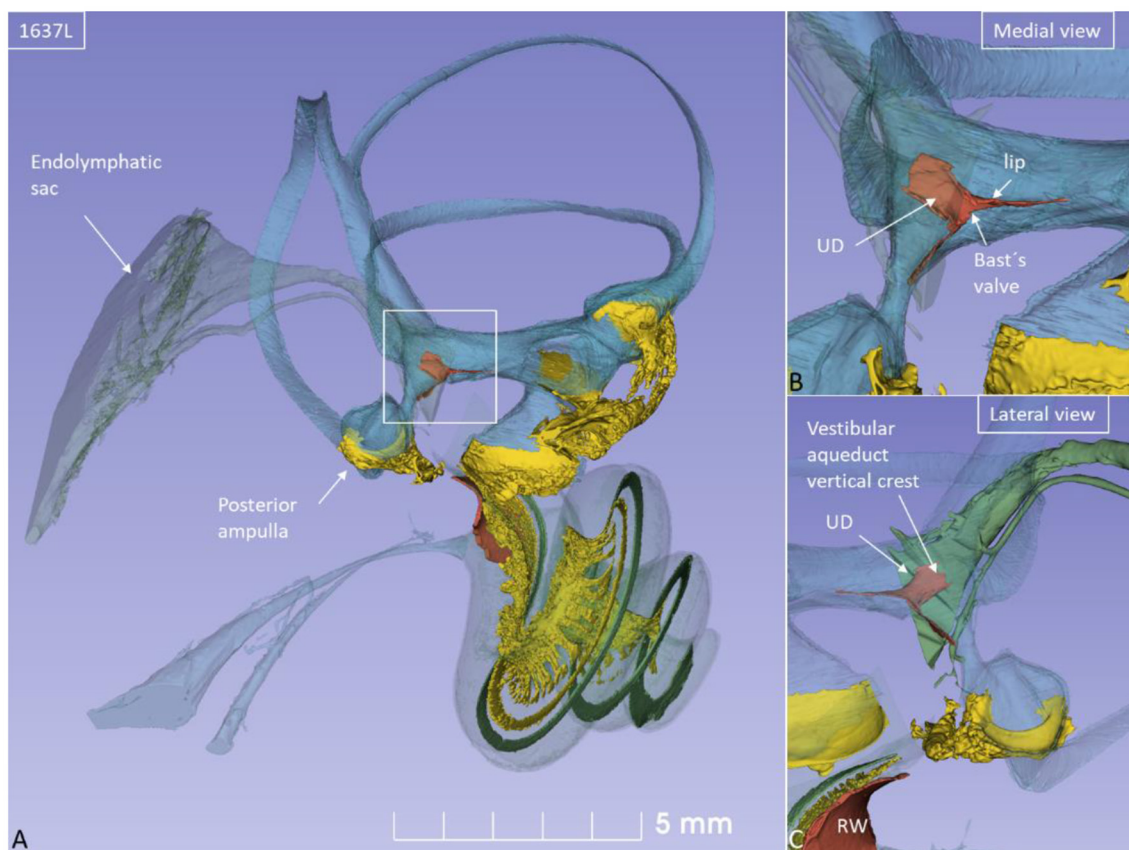 1637L
Endolymphatic
sac
Posterior
ampulla
5 mm
A
Medial view
lip
UD
Bast´s
valve
B
Lateral view
Vestibular
aqueduct
vertical crest
UD
RW
C